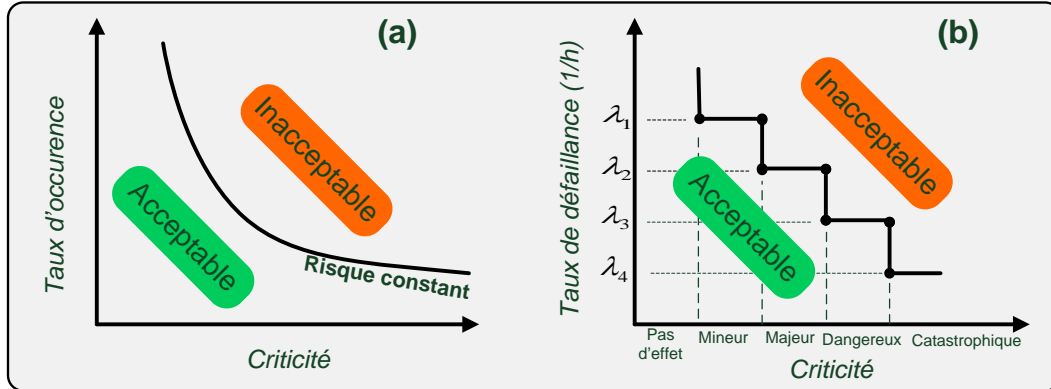 (a)
Taux d'occurence
Inacceptable
Acceptable
Risque constant
Criticité
(b)
Taux de défaillance (1/h)
Inacceptable
Acceptable
λ1
λ2
λ3
λ4
Pas
d'effet
Mineur
Majeur
Dangereux
Catastrophique
Criticité